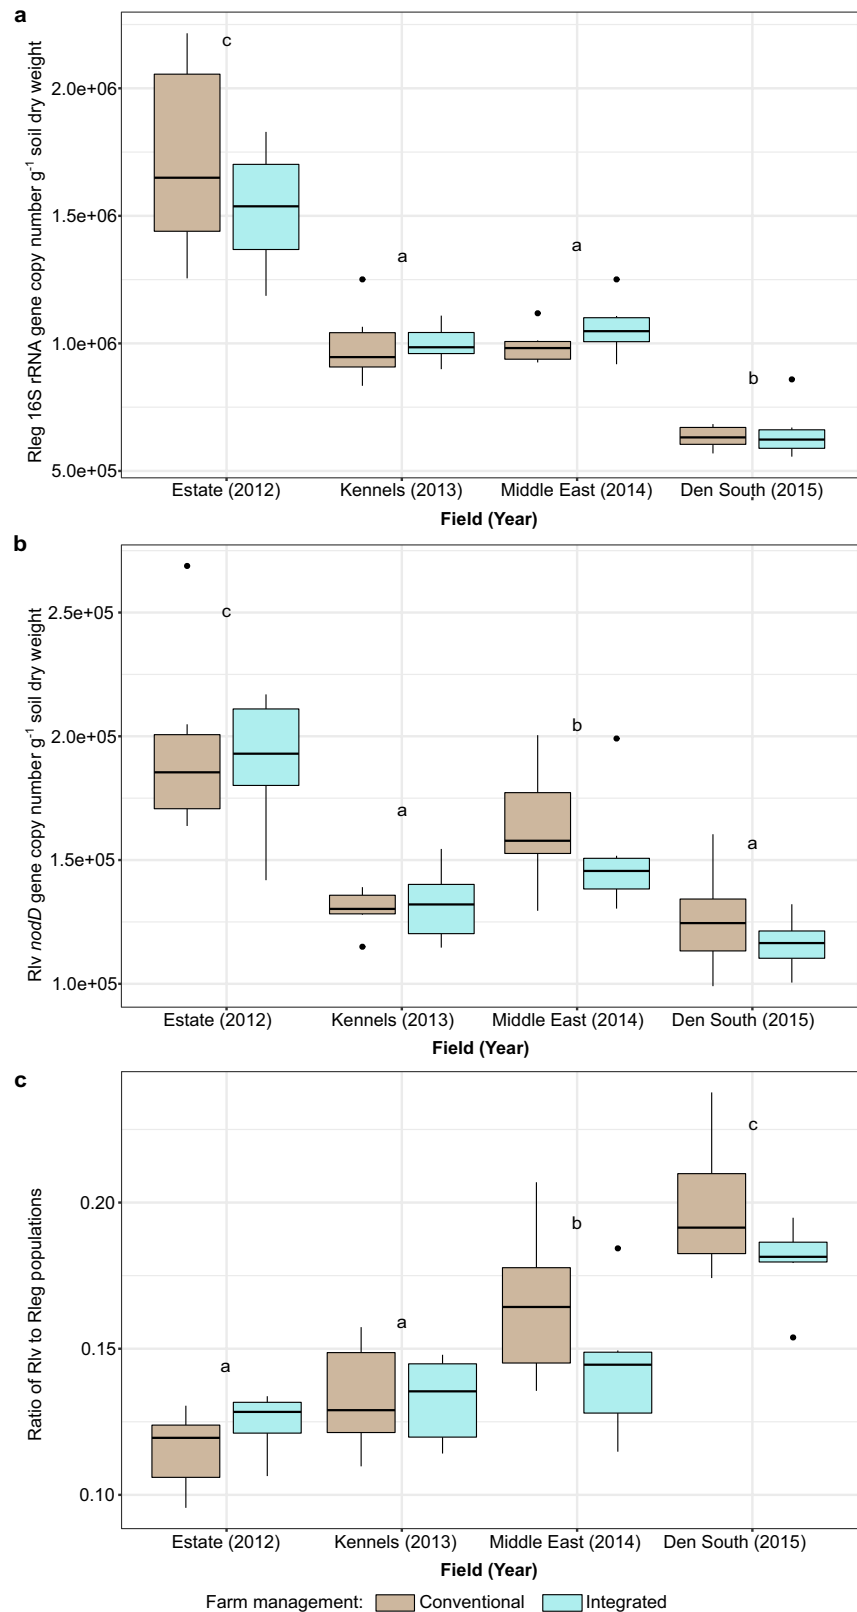 a
Rleg 16S rRNA gene copy number g⁻¹ soil dry weight
2.0e+06
1.5e+06
1.0e+06
5.0e+05
c
a
a
b
Estate (2012) Kennels (2013) Middle East (2014) Den South (2015)
Field (Year)
b
Rlv nodD gene copy number g⁻¹ soil dry weight
2.5e+05
2.0e+05
1.5e+05
1.0e+05
c
a
b
a
Estate (2012) Kennels (2013) Middle East (2014) Den South (2015)
Field (Year)
c
Ratio of Rlv to Rleg populations
0.20
0.15
0.10
a
a
b
c
Estate (2012) Kennels (2013) Middle East (2014) Den South (2015)
Field (Year)
Farm management: Conventional Integrated